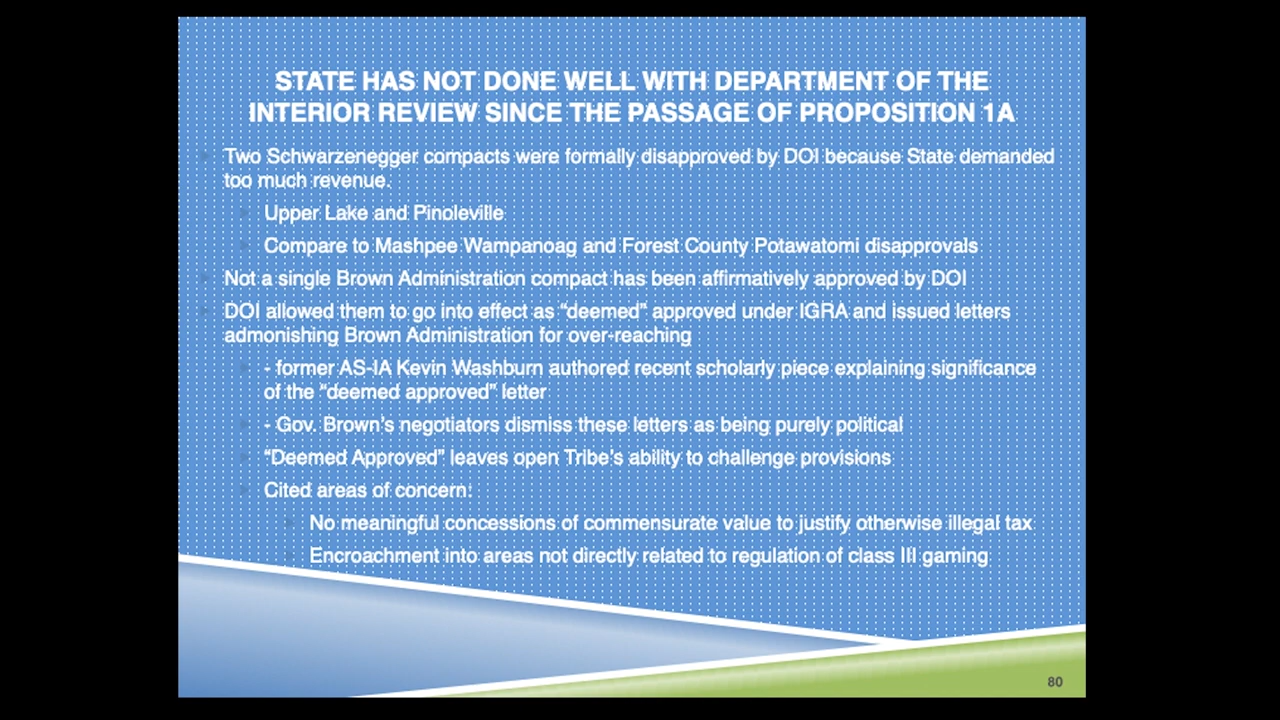 STATE HAS NOT DONE WELL WITH DEPARTMENT OF THE
INTERIOR REVIEW SINCE THE PASSAGE OF PROPOSITION 1A
Two Schwarzenegger compacts were formally disapproved by DOI because State demanded
too much revenue.
Upper Lake and Pinoleville
Compare to Mashpee Wampanoag and Forest County Potawatomi disapprovals
Not a single Brown Administration compact has been affirmatively approved by DOI
DOI allowed them to go into effect as “deemed” approved under IGRA and issued letters
admonishing Brown Administration for over-reaching
- former AS-IA Kevin Washburn authored recent scholarly piece explaining significance
of the “deemed approved” letter
- Gov. Brown’s negotiators dismiss these letters as being purely political
“Deemed Approved” leaves open Tribe’s ability to challenge provisions
Cited areas of concern:
No meaningful concessions of commensurate value to justify otherwise illegal tax
Encroachment into areas not directly related to regulation of class III gaming
80